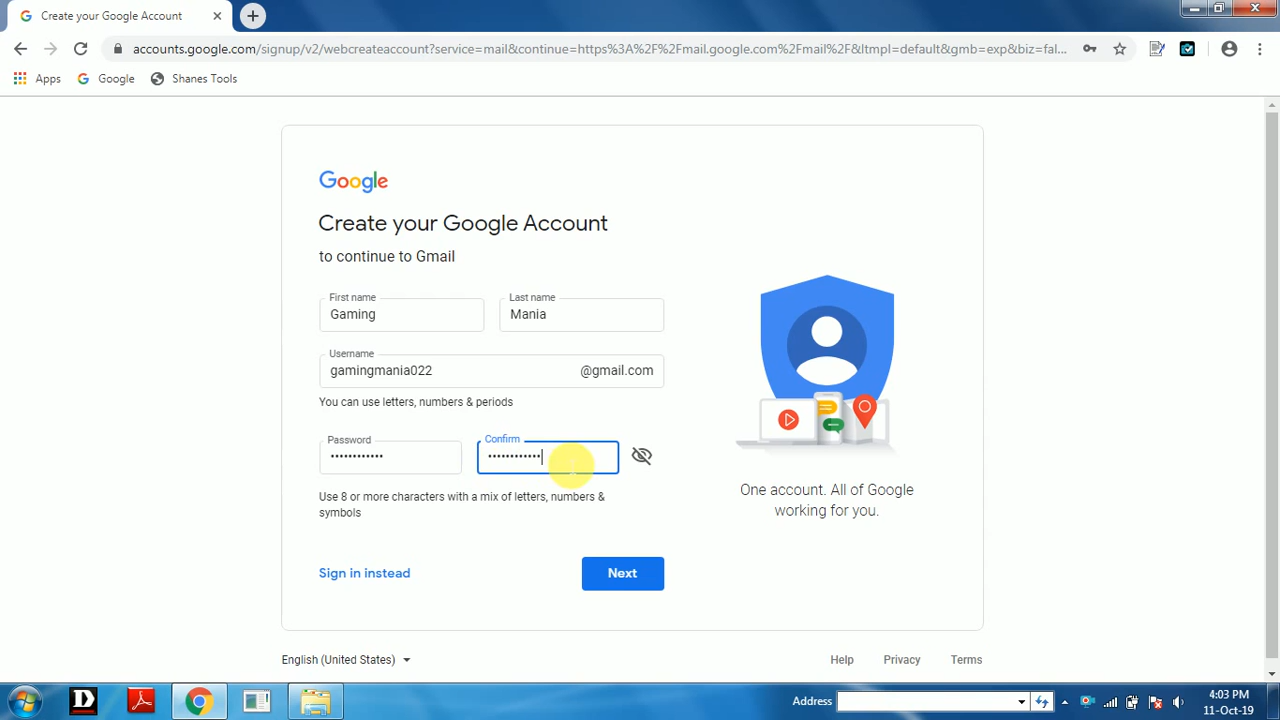 Create your Google Account
accounts.google.com/signup/v2/webcreateaccount?service=mail&continue=https%3A%2F%2Fmail.google.com%2Fmail%2F&ltmpl=default&gmb=exp&biz=fal...
Apps Google Shanes Tools
Google
Create your Google Account
to continue to Gmail
First name Last name
Gaming Mania
Username
gamingmania022 @gmail.com
You can use letters, numbers & periods
Password Confirm
•••••••••••• ••••••••••••
Use 8 or more characters with a mix of letters, numbers &
symbols
One account. All of Google
working for you.
Sign in instead Next
English (United States) Help Privacy Terms
Address 4:03 PM
11-Oct-19